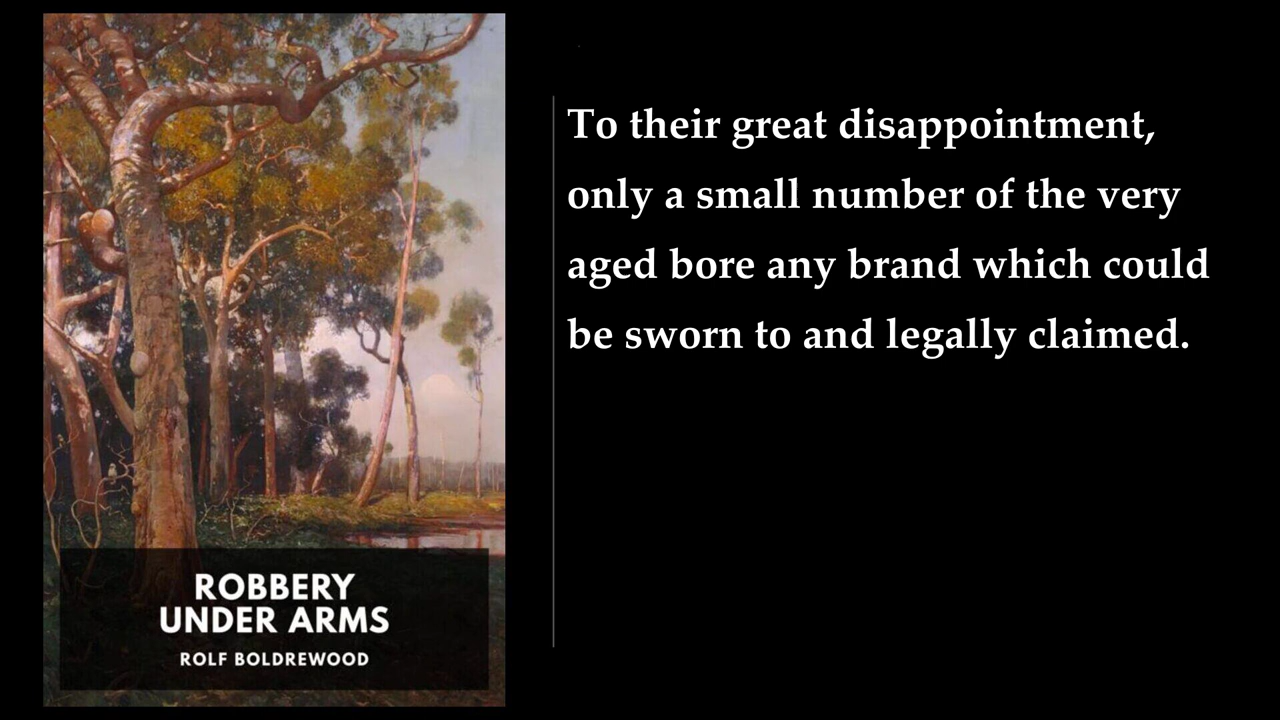 To their great disappointment,
only a small number of the very
aged bore any brand which could
be sworn to and legally claimed.
ROBBERY
UNDER ARMS
ROLF BOLDREWOOD